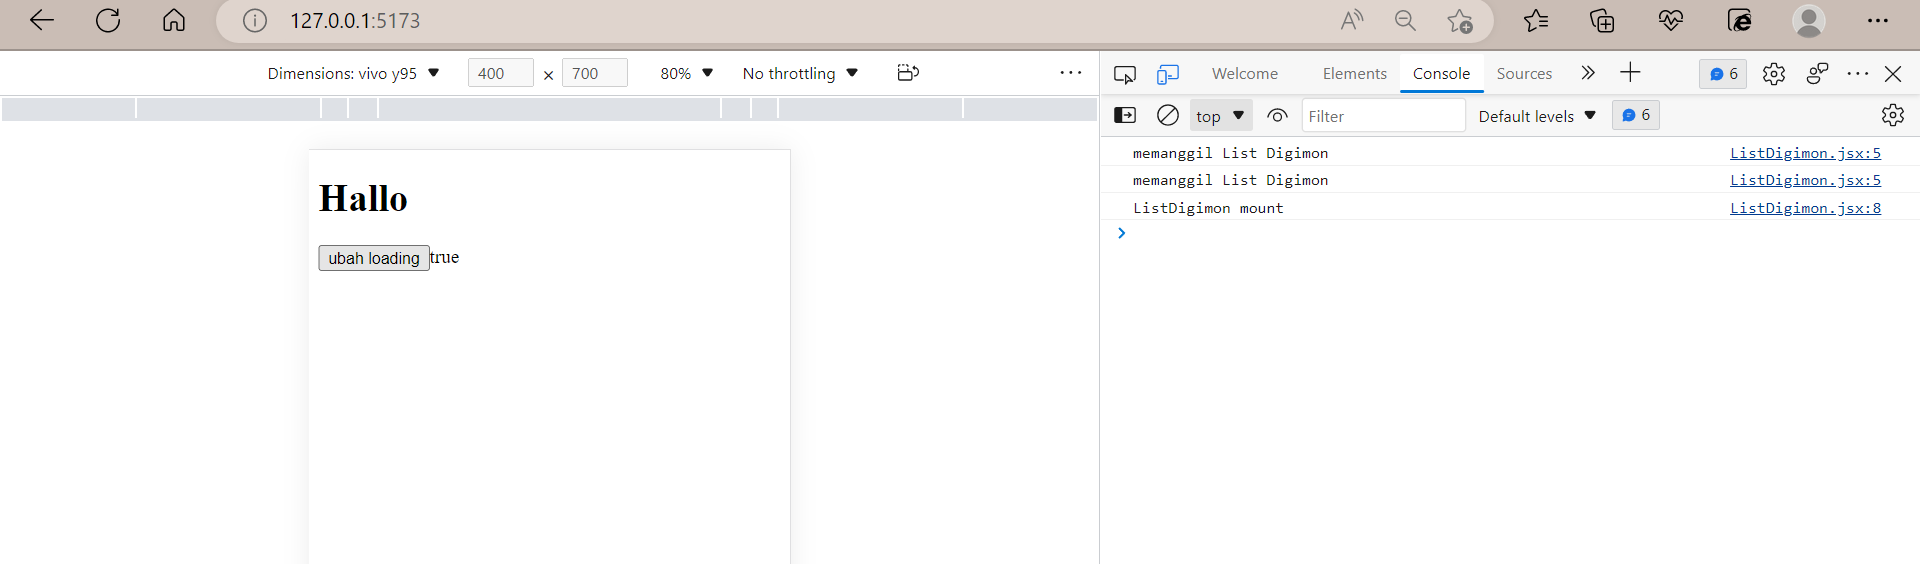 127.0.0.1:5173
Dimensions: vivo y95 400 × 700 80% No throttling
Welcome Elements Console Sources 6
top Filter Default levels 6
Hallo
ubah loading true
memanggil List Digimon ListDigimon.jsx:5
memanggil List Digimon ListDigimon.jsx:5
ListDigimon mount ListDigimon.jsx:8